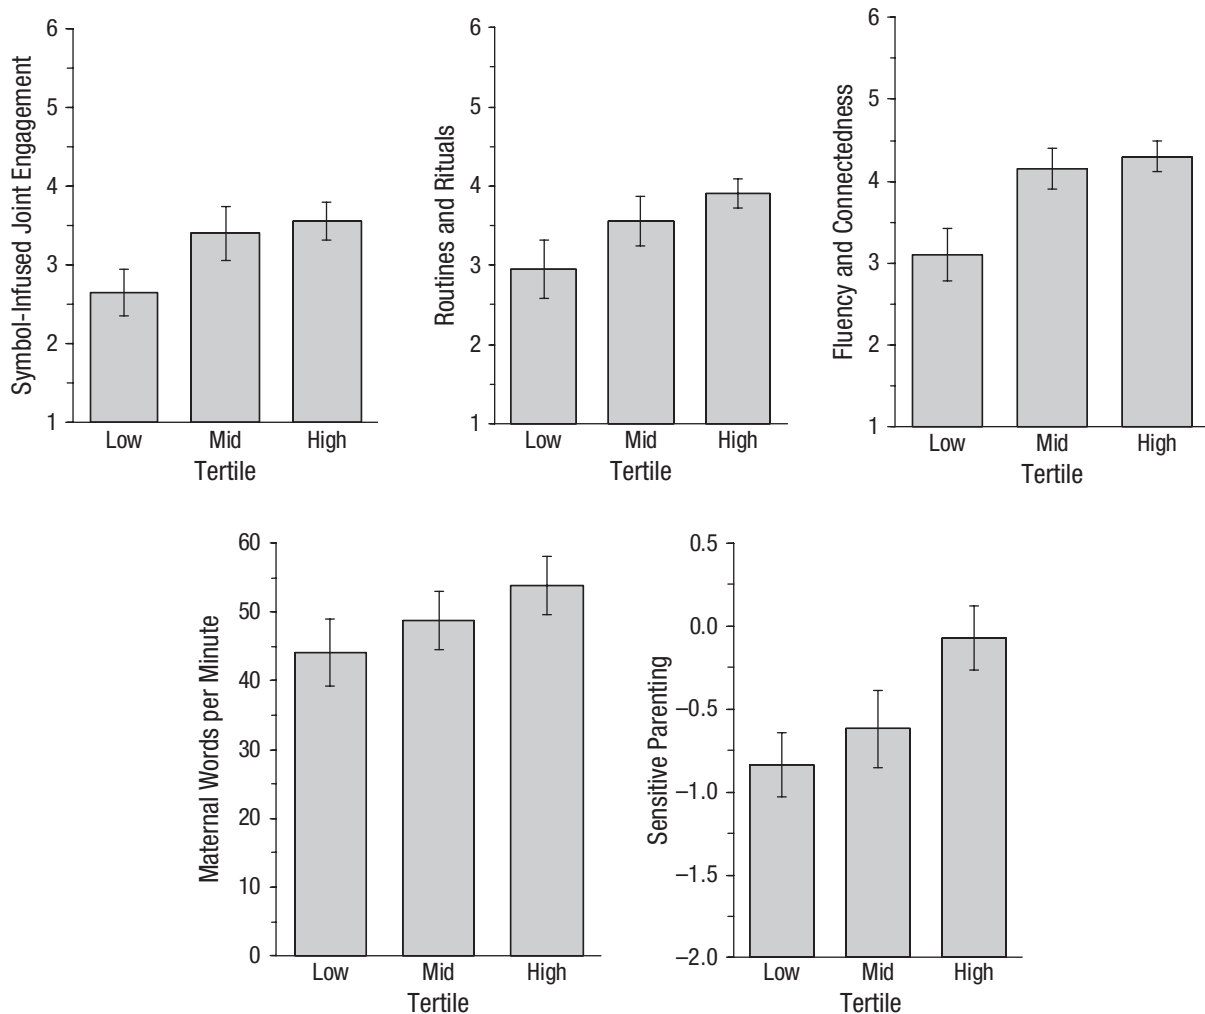 Symbol-Infused Joint Engagement
6
5
4
3
2
1
Low Mid High
Tertile
Routines and Rituals
6
5
4
3
2
1
Low Mid High
Tertile
Fluency and Connectedness
6
5
4
3
2
1
Low Mid High
Tertile
Maternal Words per Minute
60
50
40
30
20
10
0
Low Mid High
Tertile
Sensitive Parenting
0.5
0.0
–0.5
–1.0
–1.5
–2.0
Low Mid High
Tertile